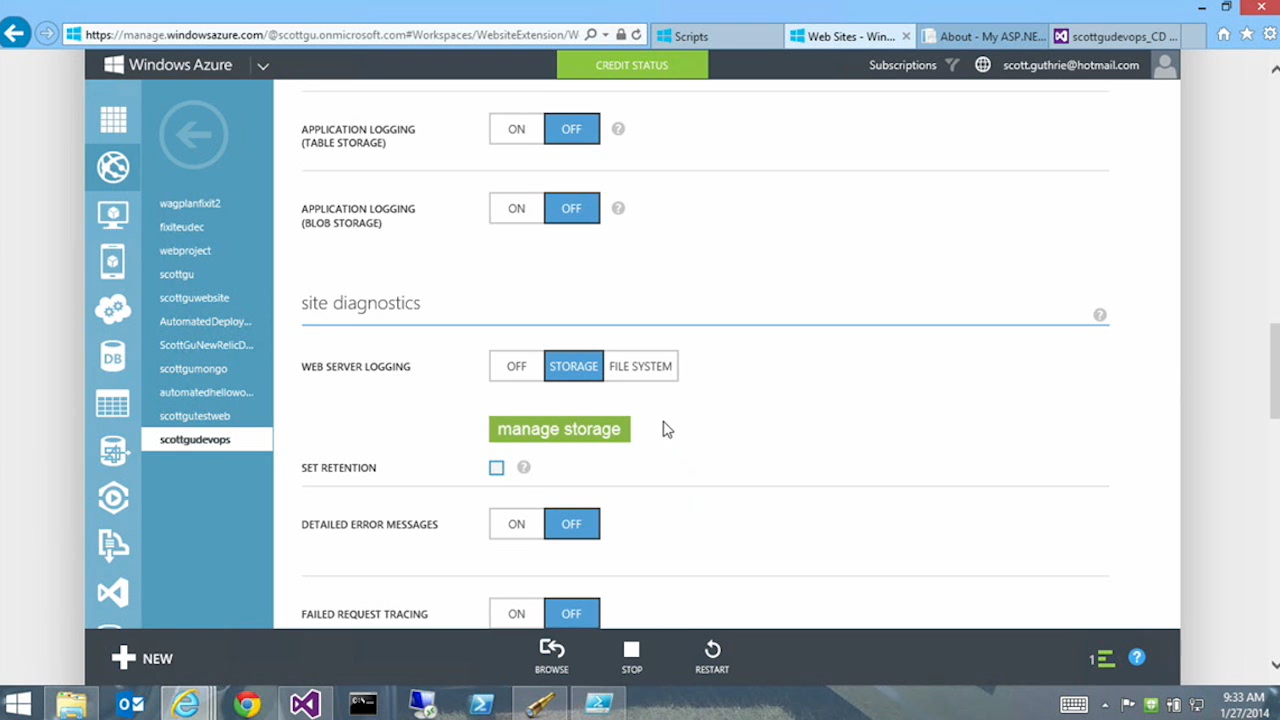 https://manage.windowsazure.com/@scottgu.onmicrosoft.com#Workspaces/WebsiteExtension/W
Scripts
Web Sites - Win...
About - My ASP.NE...
scottgudevops_CD ...
Windows Azure
CREDIT STATUS
Subscriptions
scott.guthrie@hotmail.com
wagplanfixit2
fixiteudec
webproject
scottgu
scottguwebsite
AutomatedDeploy...
ScottGuNewRelicD...
scottgumongo
automatedhellowo...
scottgutestweb
scottgudevops
APPLICATION LOGGING
(TABLE STORAGE)
ON OFF ?
APPLICATION LOGGING
(BLOB STORAGE)
ON OFF ?
site diagnostics ?
WEB SERVER LOGGING
OFF STORAGE FILE SYSTEM
manage storage
SET RETENTION ?
DETAILED ERROR MESSAGES
ON OFF
FAILED REQUEST TRACING
ON OFF
DB
NEW
BROWSE
STOP
RESTART
1
?
9:33 AM
1/27/2014